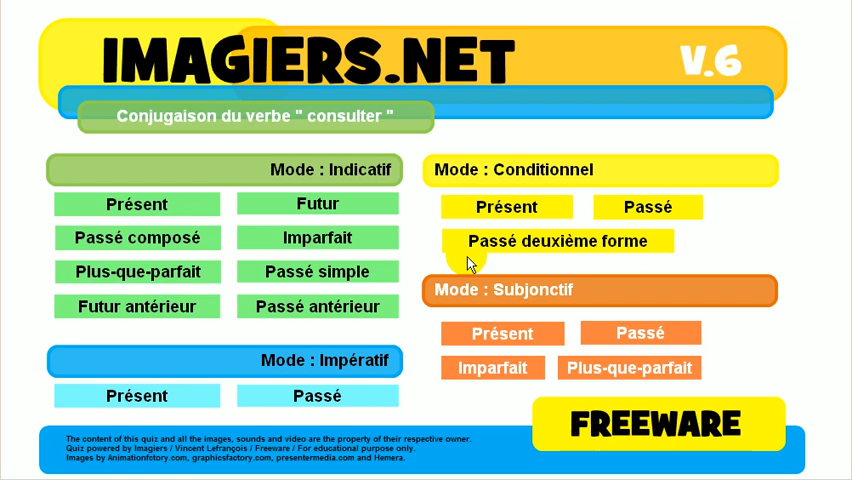 IMAGIERS.NET
V.6
Conjugaison du verbe " consulter "
Mode : Indicatif
Présent
Futur
Passé composé
Imparfait
Plus-que-parfait
Passé simple
Futur antérieur
Passé antérieur
Mode : Impératif
Présent
Passé
Mode : Conditionnel
Présent
Passé
Passé deuxième forme
Mode : Subjonctif
Présent
Passé
Imparfait
Plus-que-parfait
FREEWARE
The content of this quiz and all the images, sounds and video are the property of their respective owner.
Quiz powered by Imagiers / Vincent Lefrançois / Freeware / For educational purpose only.
Images by Animationfctory.com, graphicsfactory.com, presentermedia.com and Hemera.